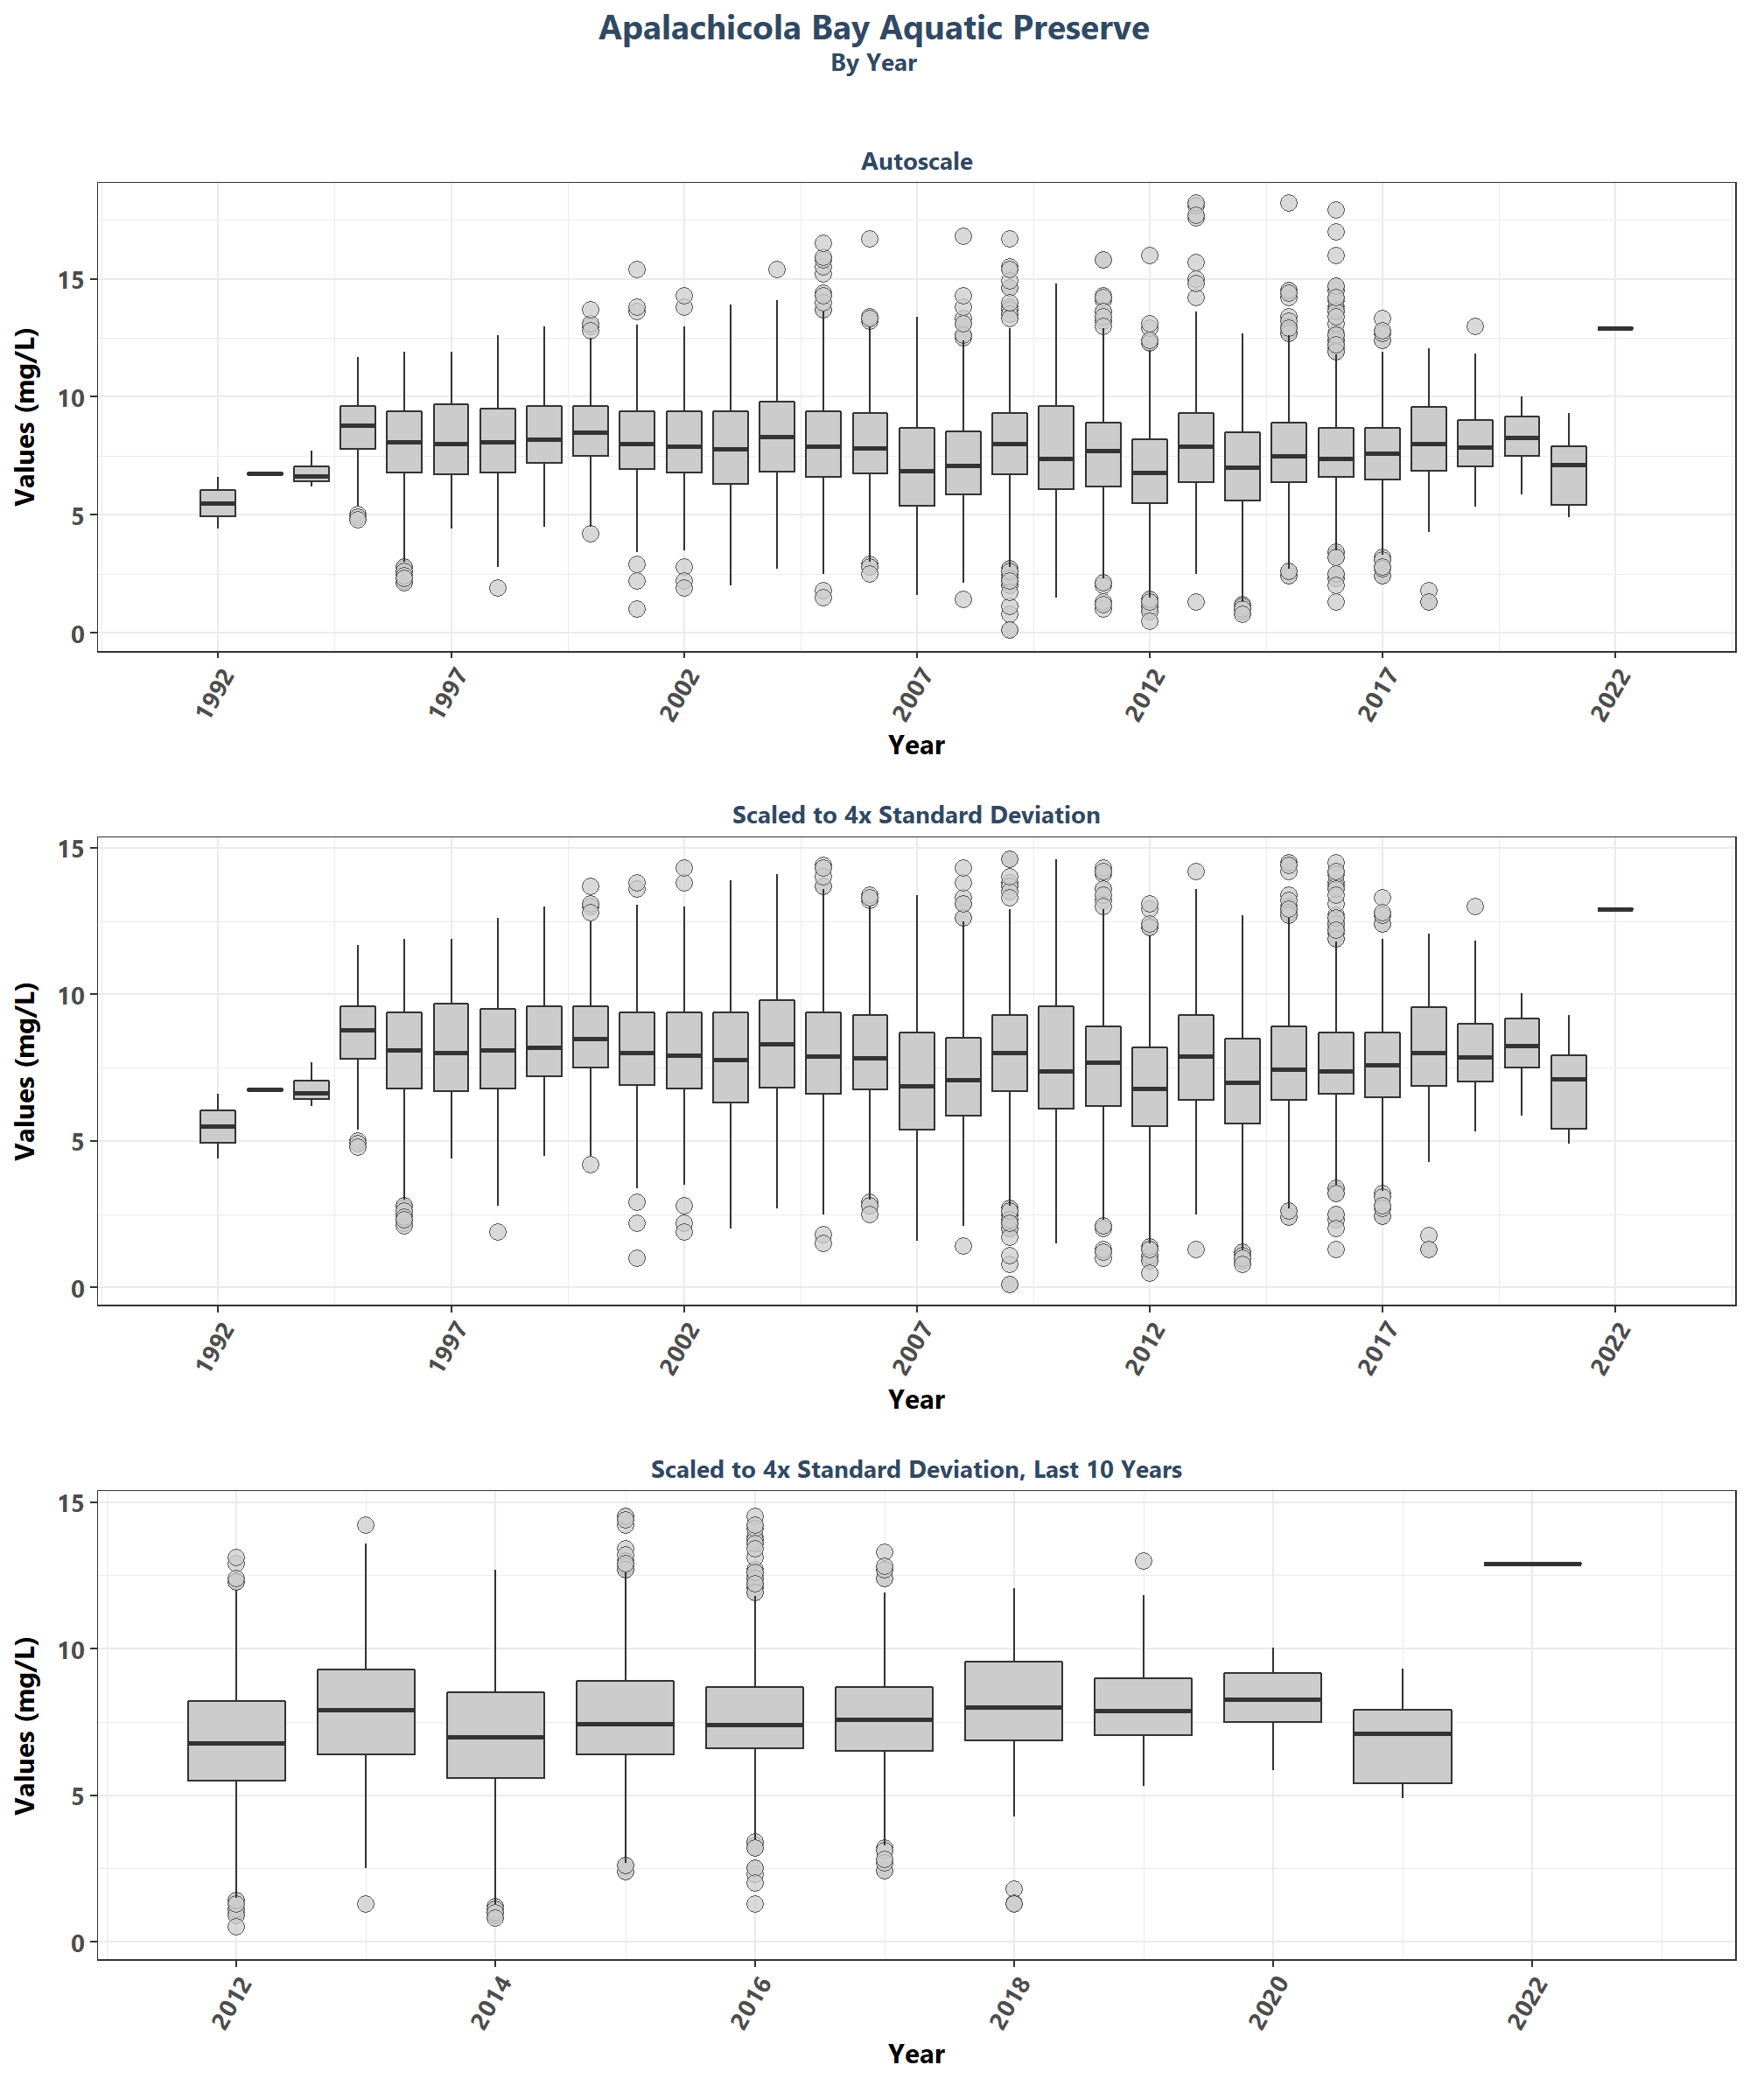 Apalachicola Bay Aquatic Preserve
By Year
Autoscale
Values (mg/L)
15
10
5
0
1992 1997 2002 2007 2012 2017 2022
Year
Scaled to 4x Standard Deviation
Values (mg/L)
15
10
5
0
1992 1997 2002 2007 2012 2017 2022
Year
Scaled to 4x Standard Deviation, Last 10 Years
Values (mg/L)
15
10
5
0
2012 2014 2016 2018 2020 2022
Year